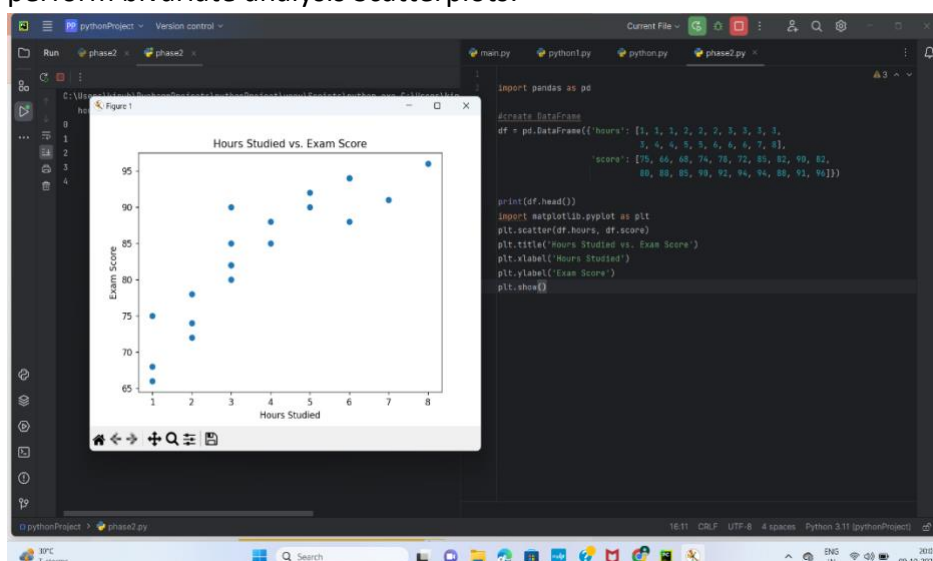 perform bivariate analysis scatterplots.
pythonProject Version control
Current File
Run phase2 phase2
main.py python1.py python.py phase2.py
3
Figure 1
Hours Studied vs. Exam Score
95
90
85
80
75
70
65
Exam Score
1 2 3 4 5 6 7 8
Hours Studied
0
1
2
3
4
1
import pandas as pd
#create DataFrame
df = pd.DataFrame({'hours': [1, 1, 1, 2, 2, 2, 3, 3, 3,
3, 4, 4, 5, 5, 6, 6, 6, 7, 8],
'score': [75, 66, 68, 74, 78, 72, 85, 82, 90, 82,
80, 88, 85, 90, 92, 94, 94, 88, 91, 96]})
print(df.head())
import matplotlib.pyplot as plt
plt.scatter(df.hours, df.score)
plt.title('Hours Studied vs. Exam Score')
plt.xlabel('Hours Studied')
plt.ylabel('Exam Score')
plt.show()
pythonProject > phase2.py
16:11 CRLF UTF-8 4 spaces Python 3.11 (pythonProject)
Search
ENG